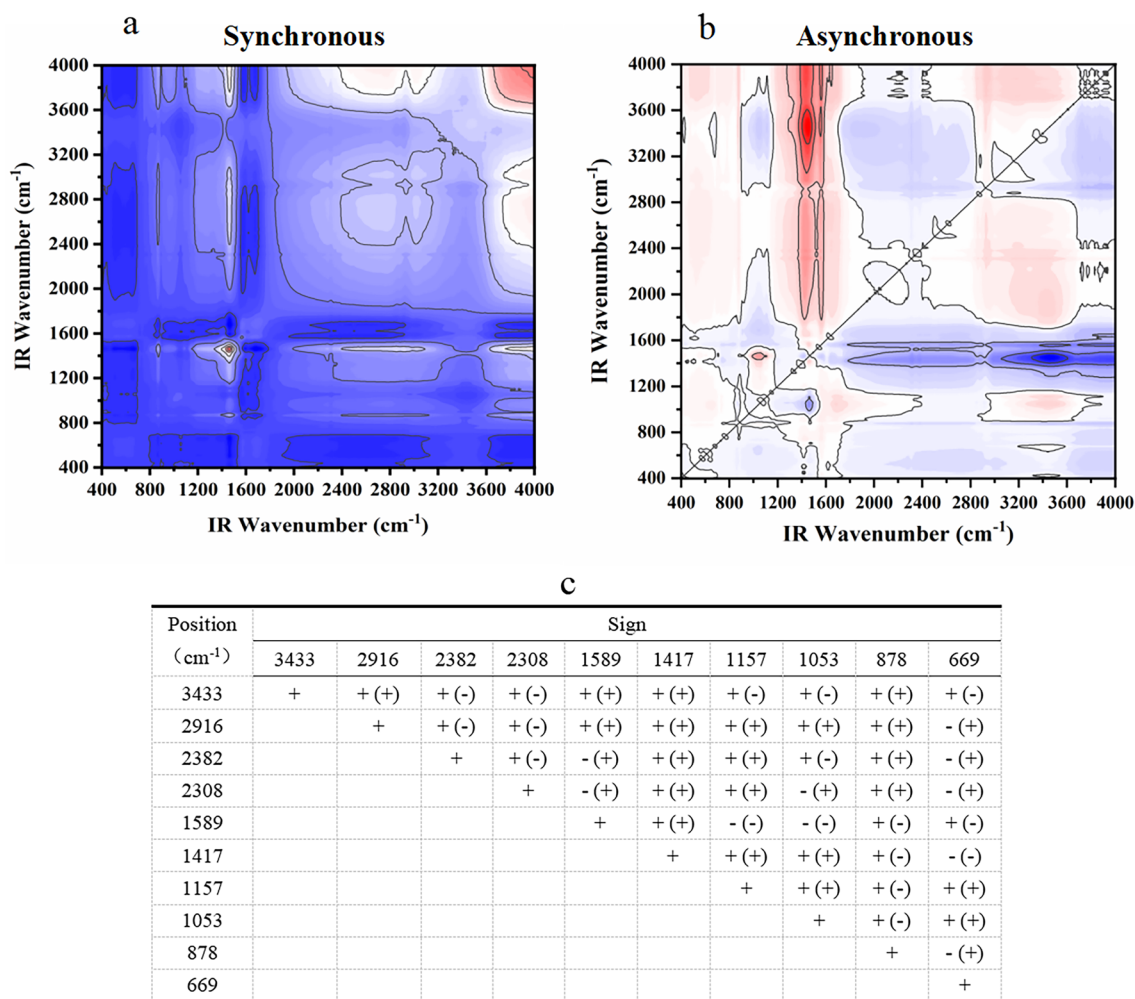 a
Synchronous
b
Asynchronous
4000
3600
3200
2800
2400
2000
1600
1200
800
400
IR Wavenumber (cm-1)
400 800 1200 1600 2000 2400 2800 3200 3600 4000
IR Wavenumber (cm-1)
4000
3600
3200
2800
2400
2000
1600
1200
800
400
IR Wavenumber (cm-1)
400 800 1200 1600 2000 2400 2800 3200 3600 4000
IR Wavenumber (cm-1)
c
Position (cm-1) Sign
3433 2916 2382 2308 1589 1417 1157 1053 878 669
3433 + + (+) + (-) + (-) + (+) + (+) + (-) + (-) + (+) + (-)
2916 + + (-) + (-) + (+) + (+) + (+) + (+) + (+) - (+)
2382 + + (-) - (+) + (+) + (+) + (-) + (+) - (+)
2308 + - (+) + (+) + (+) - (+) + (+) - (+)
1589 + + (+) - (-) - (-) + (-) + (-)
1417 + + (+) + (+) + (-) - (-)
1157 + + (+) + (-) + (+)
1053 + + (-) + (+)
878 + - (+)
669 +